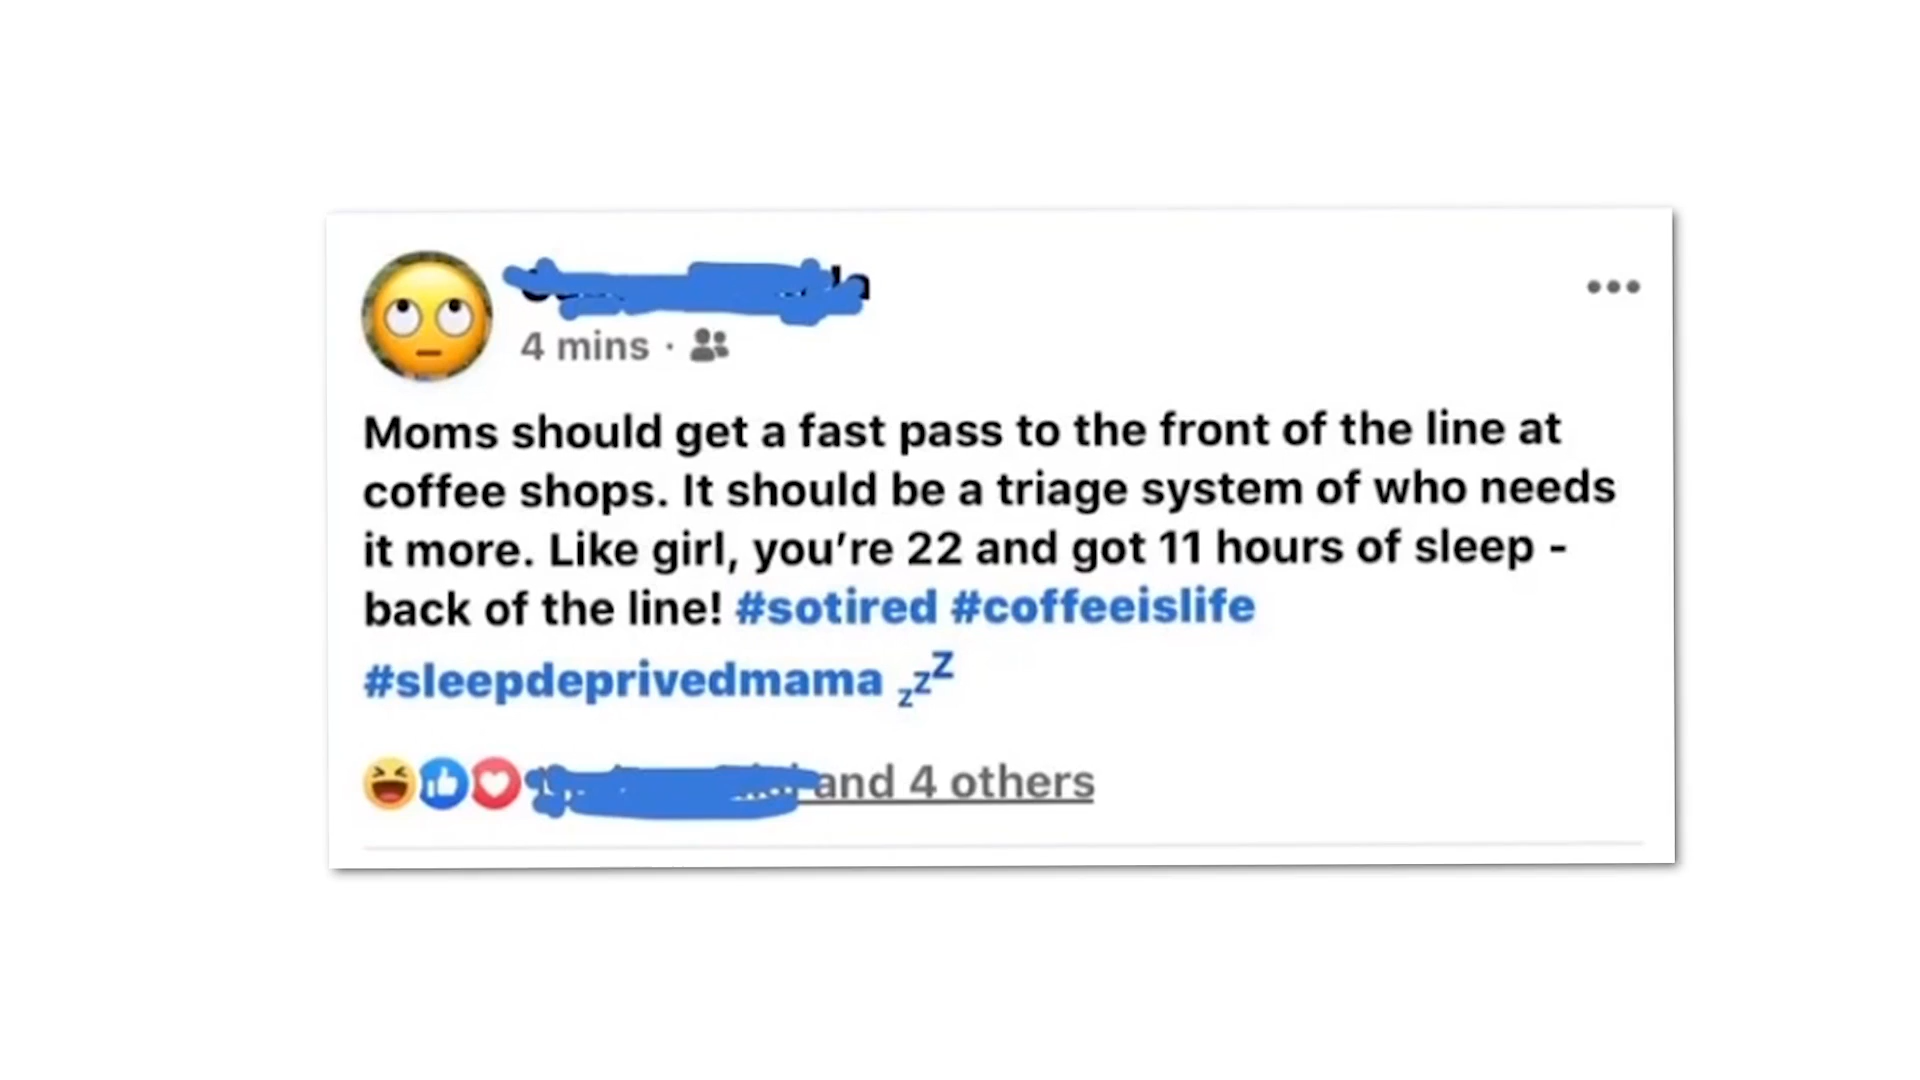 4 mins ·
Moms should get a fast pass to the front of the line at
coffee shops. It should be a triage system of who needs
it more. Like girl, you're 22 and got 11 hours of sleep -
back of the line! #sotired #coffeeislife
#sleepdeprivedmama 💤
and 4 others